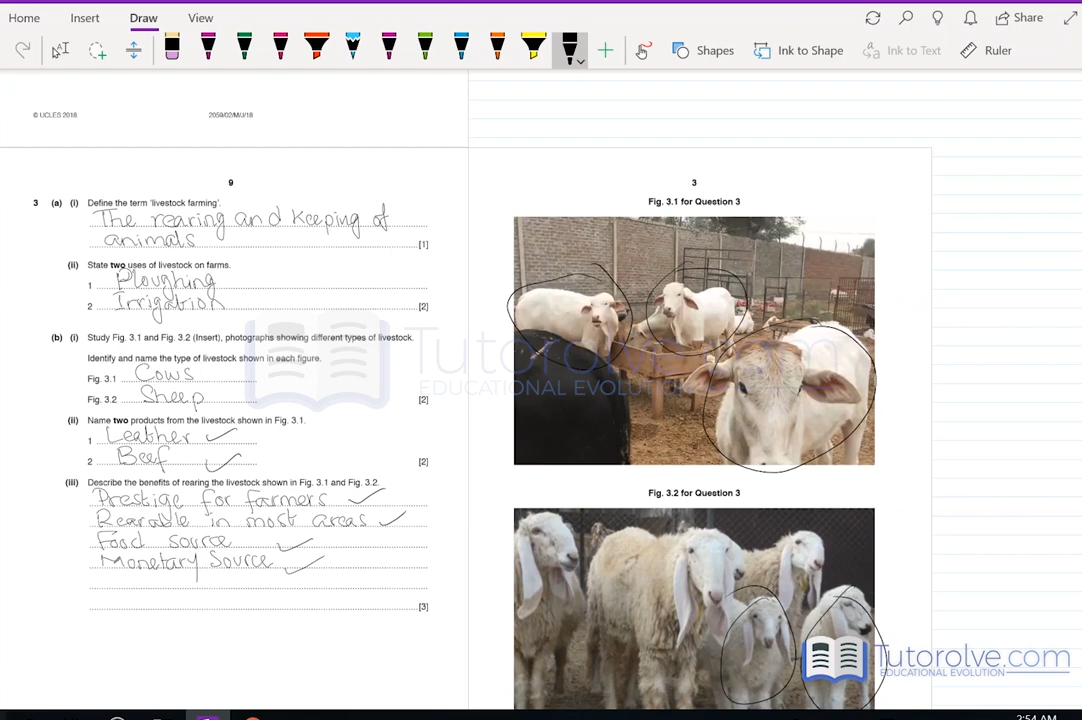 Home Insert Draw View
Share
Shapes Ink to Shape Ink to Text Ruler
© UCLES 2018 2059/02/M/J/18
9
3 (a) (i) Define the term 'livestock farming'.
The rearing and keeping of
animals [1]
(ii) State two uses of livestock on farms.
1 Ploughing
2 Irrigation [2]
(b) (i) Study Fig. 3.1 and Fig. 3.2 (Insert), photographs showing different types of livestock.
Identify and name the type of livestock shown in each figure.
Fig. 3.1 Cows
Fig. 3.2 Sheep [2]
(ii) Name two products from the livestock shown in Fig. 3.1.
1 Leather
2 Beef [2]
(iii) Describe the benefits of rearing the livestock shown in Fig. 3.1 and Fig. 3.2.
Prestige for farmers
Rearable in most areas
Food source
Monetary Source
[3]
3
Fig. 3.1 for Question 3
Fig. 3.2 for Question 3
Tutorolve.com
EDUCATIONAL EVOLUTION
Tutorolve.com
EDUCATIONAL EVOLUTION
2:54 AM